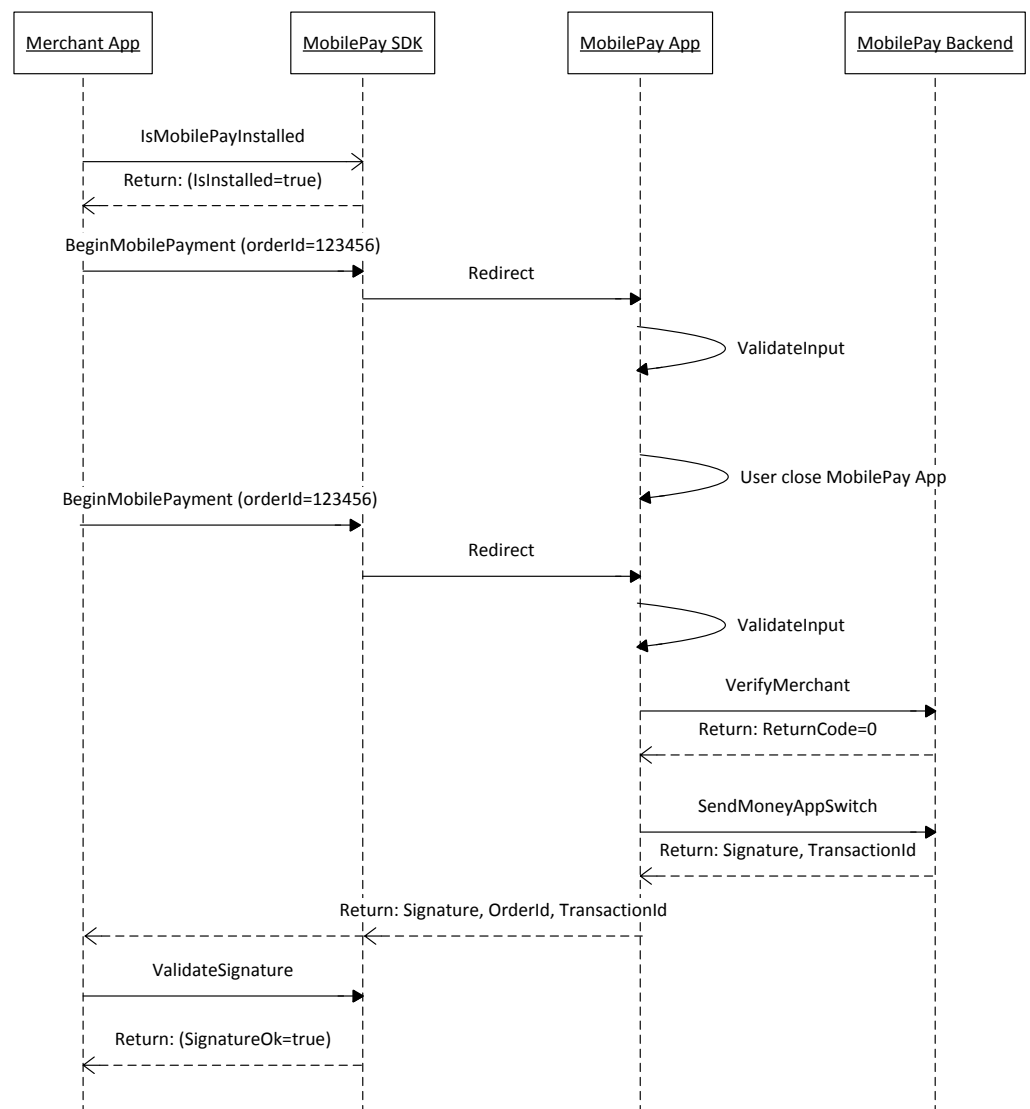 Merchant App
MobilePay SDK
MobilePay App
MobilePay Backend
IsMobilePayInstalled
Return: (IsInstalled=true)
BeginMobilePayment (orderId=123456)
Redirect
ValidateInput
User close MobilePay App
BeginMobilePayment (orderId=123456)
Redirect
ValidateInput
VerifyMerchant
Return: ReturnCode=0
SendMoneyAppSwitch
Return: Signature, TransactionId
Return: Signature, OrderId, TransactionId
ValidateSignature
Return: (SignatureOk=true)